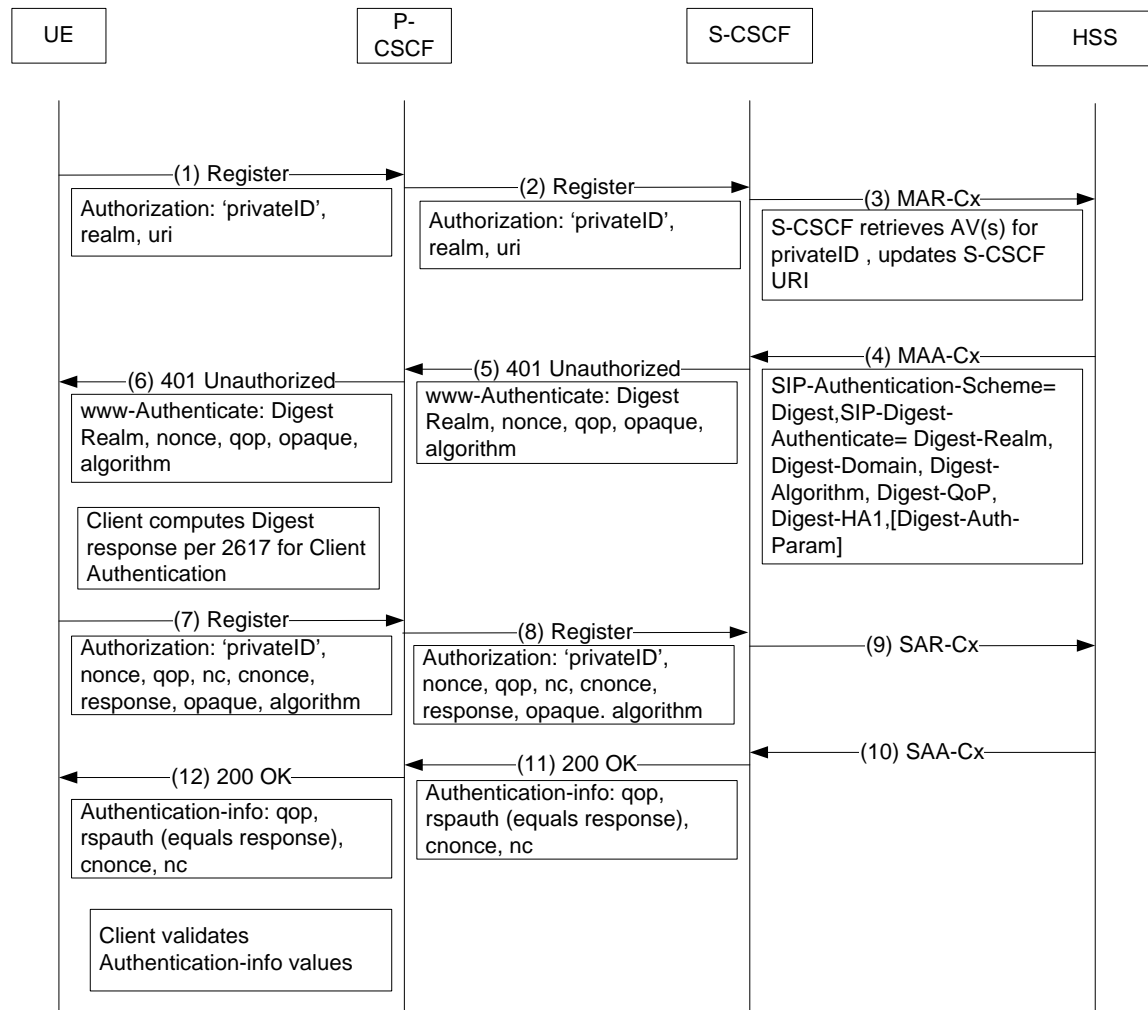 UE
P-
CSCF
S-CSCF
HSS
(1) Register
Authorization: ‘privateID’,
realm, uri
(2) Register
Authorization: ‘privateID’,
realm, uri
(3) MAR-Cx
S-CSCF retrieves AV(s) for
privateID , updates S-CSCF
URI
(4) MAA-Cx
SIP-Authentication-Scheme=
Digest,SIP-Digest-
Authenticate= Digest-Realm,
Digest-Domain, Digest-
Algorithm, Digest-QoP,
Digest-HA1,[Digest-Auth-
Param]
(5) 401 Unauthorized
www-Authenticate: Digest
Realm, nonce, qop, opaque,
algorithm
(6) 401 Unauthorized
www-Authenticate: Digest
Realm, nonce, qop, opaque,
algorithm
Client computes Digest
response per 2617 for Client
Authentication
(7) Register
Authorization: ‘privateID’,
nonce, qop, nc, cnonce,
response, opaque, algorithm
(8) Register
Authorization: ‘privateID’,
nonce, qop, nc, cnonce,
response, opaque. algorithm
(9) SAR-Cx
(10) SAA-Cx
(11) 200 OK
Authentication-info: qop,
rspauth (equals response),
cnonce, nc
(12) 200 OK
Authentication-info: qop,
rspauth (equals response),
cnonce, nc
Client validates
Authentication-info values